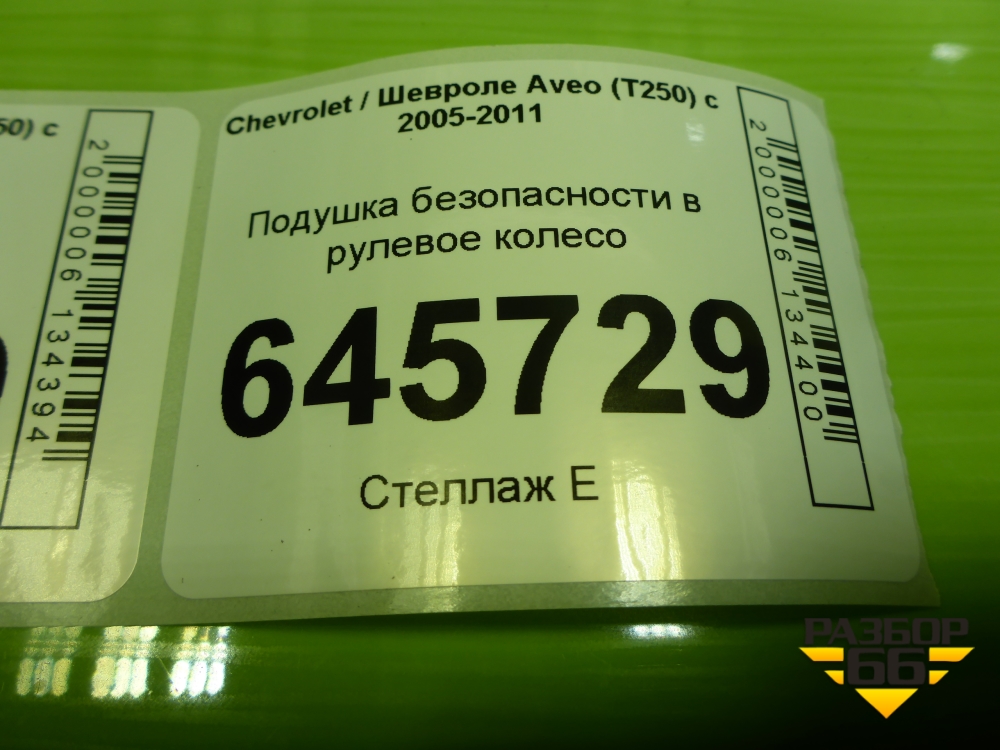 50) с
2000006134394
Chevrolet / Шевроле Aveo (T250) с
2005-2011
Подушка безопасности в
рулевое колесо
645729
Стеллаж Е
2000006134400
РАЗБОР
66